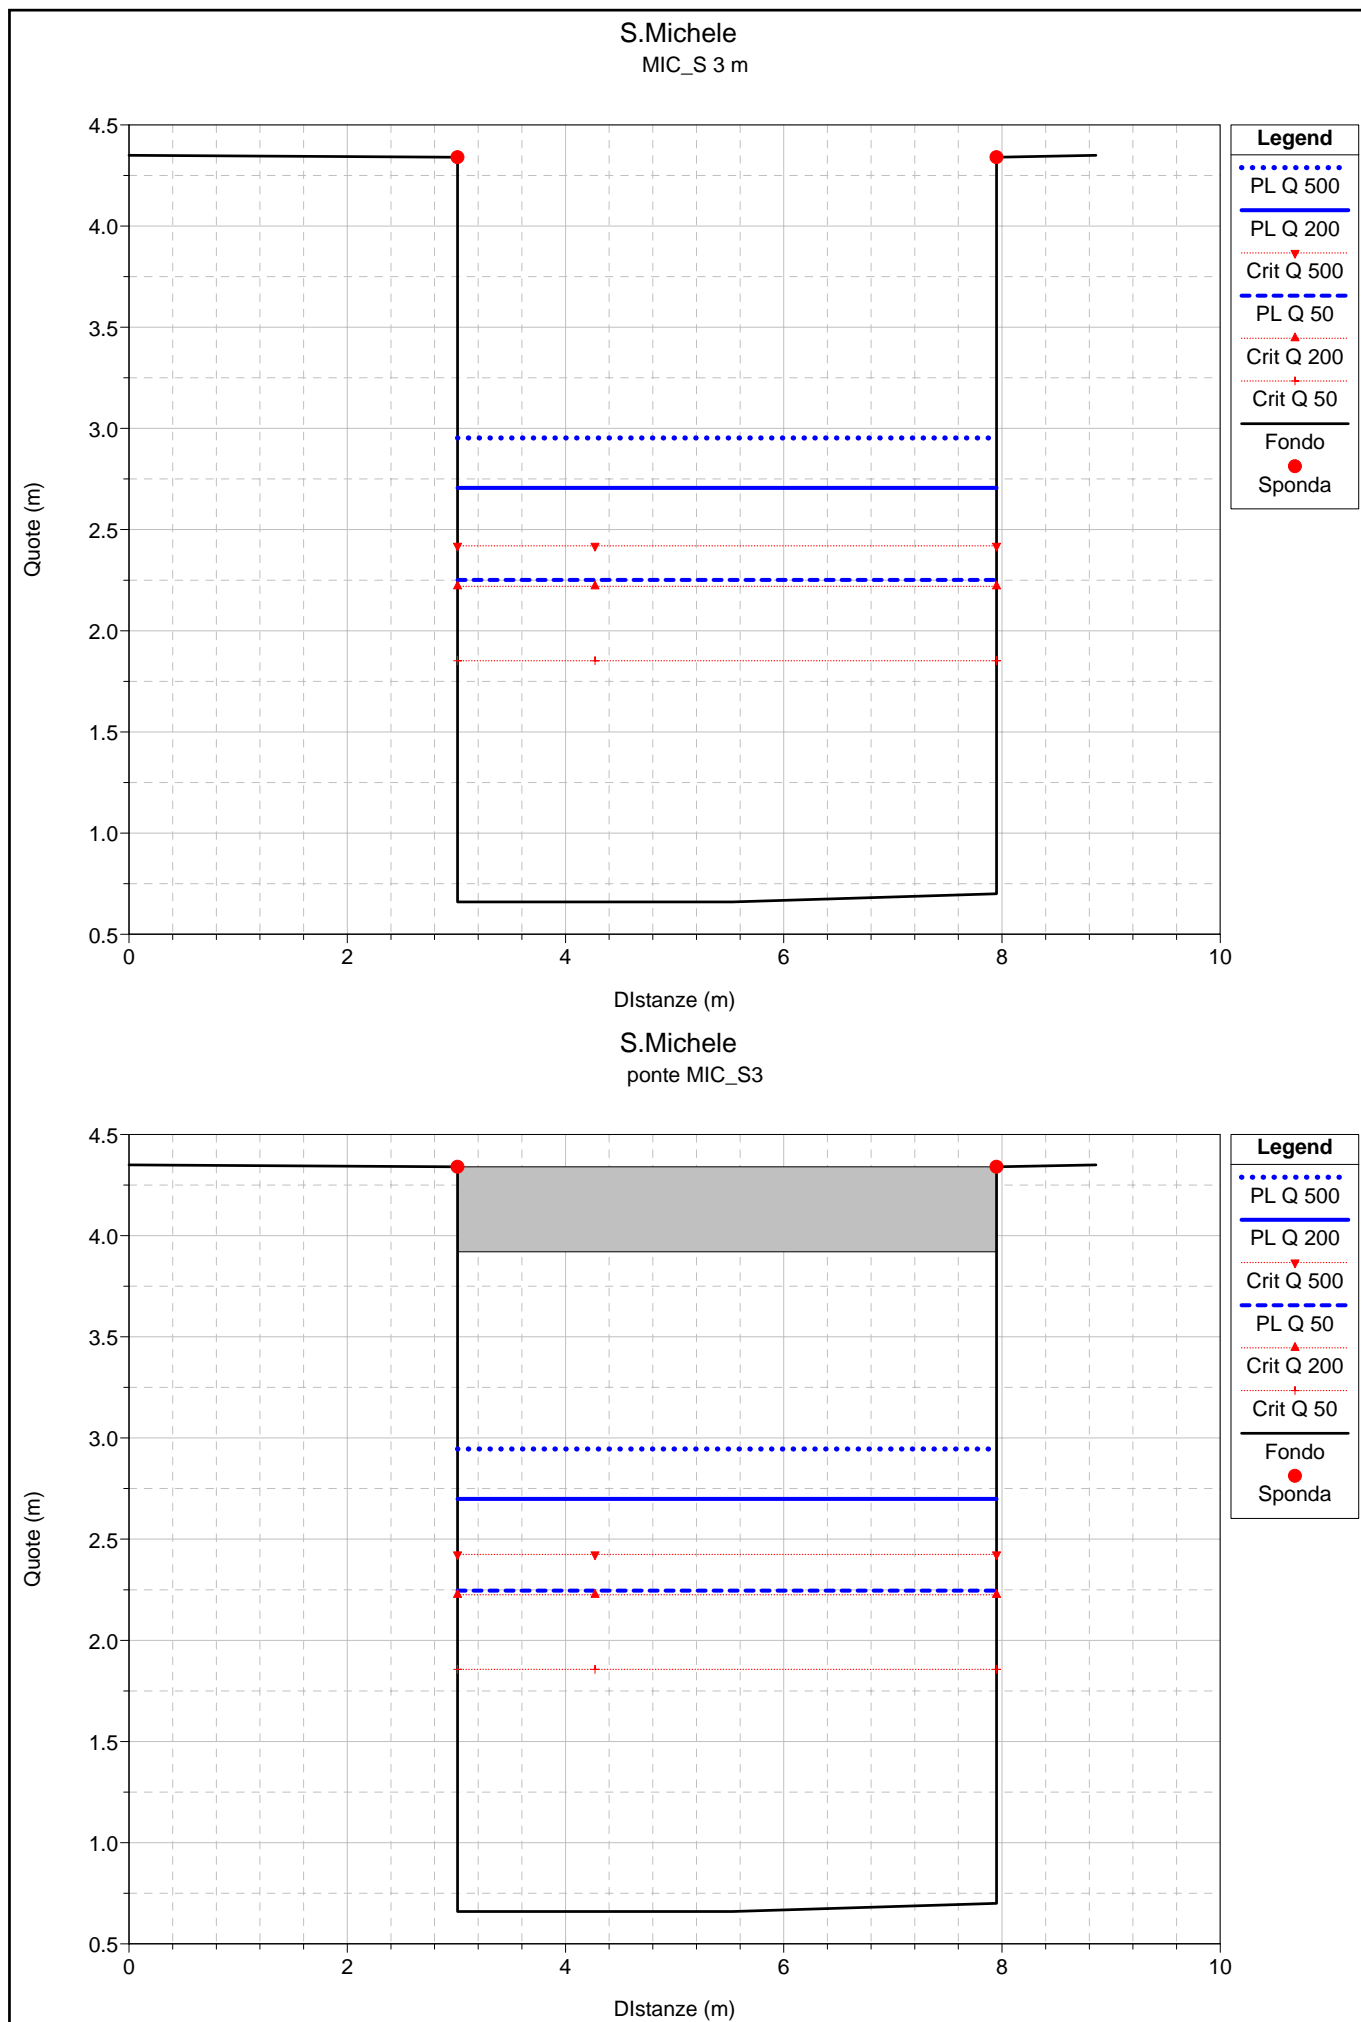 S.Michele
MIC_S 3 m
4.5
4.0
3.5
3.0
2.5
2.0
1.5
1.0
0.5
0
2
4
6
8
10
Quote (m)
DIstanze (m)
Legend
PL Q 500
PL Q 200
Crit Q 500
PL Q 50
Crit Q 200
Crit Q 50
Fondo
Sponda
S.Michele
ponte MIC_S3
4.5
4.0
3.5
3.0
2.5
2.0
1.5
1.0
0.5
0
2
4
6
8
10
Quote (m)
DIstanze (m)
Legend
PL Q 500
PL Q 200
Crit Q 500
PL Q 50
Crit Q 200
Crit Q 50
Fondo
Sponda